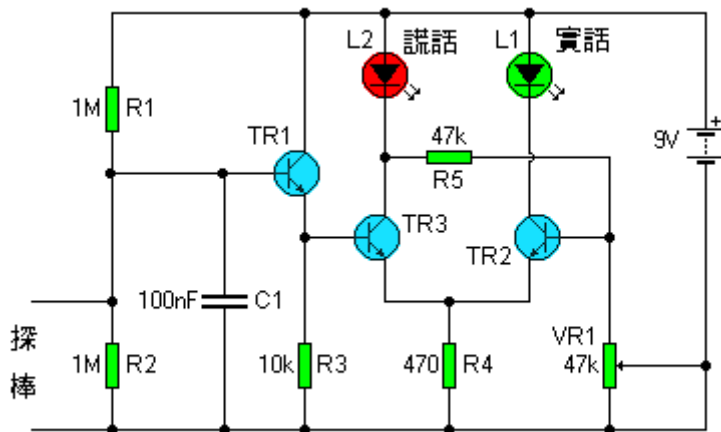 L2 謊話 L1 實話
1M R1
TR1
47k
R5
9V
+
TR3
TR2
100nF C1
探
棒
1M R2
10k R3
470 R4
VR1
47k